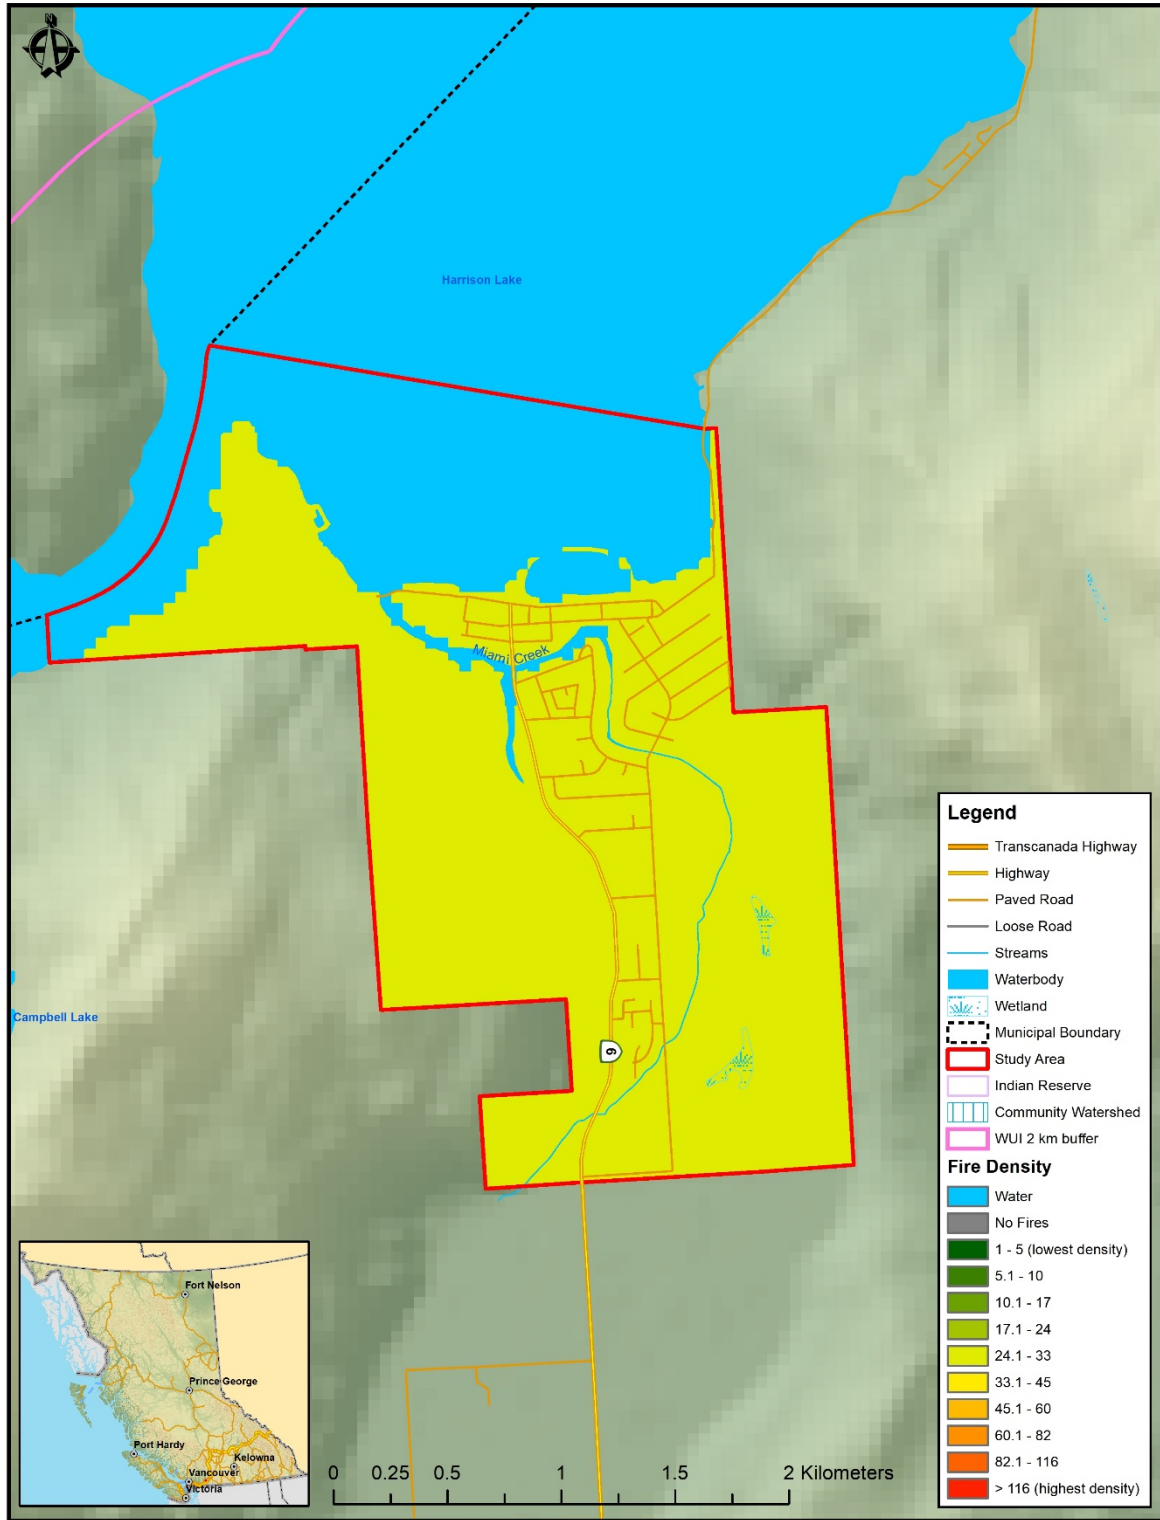 N
Harrison Lake
Miami Creek
Campbell Lake
9
Legend
Transcanada Highway
Highway
Paved Road
Loose Road
Streams
Waterbody
Wetland
Municipal Boundary
Study Area
Indian Reserve
Community Watershed
WUI 2 km buffer
Fire Density
Water
No Fires
1 - 5 (lowest density)
5.1 - 10
10.1 - 17
17.1 - 24
24.1 - 33
33.1 - 45
45.1 - 60
60.1 - 82
82.1 - 116
> 116 (highest density)
Fort Nelson
Prince George
Port Hardy
Kelowna
Vancouver
Victoria
0 0.25 0.5 1 1.5 2 Kilometers